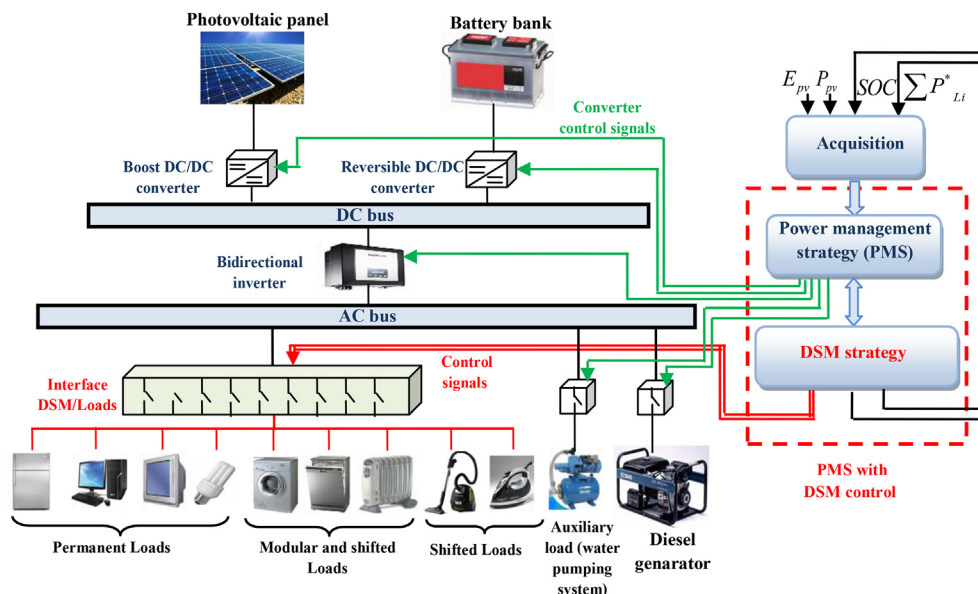 Photovoltaic panel
Battery bank
E_pv P_pv SOC ∑ P*_Li
Converter
control signals
Acquisition
Boost DC/DC
converter
Reversible DC/DC
converter
DC bus
Power management
strategy (PMS)
Bidirectional
inverter
AC bus
DSM strategy
Control
signals
Interface
DSM/Loads
PMS with
DSM control
Permanent Loads
Modular and shifted
Loads
Shifted Loads
Auxiliary
load (water
pumping
system)
Diesel
genarator